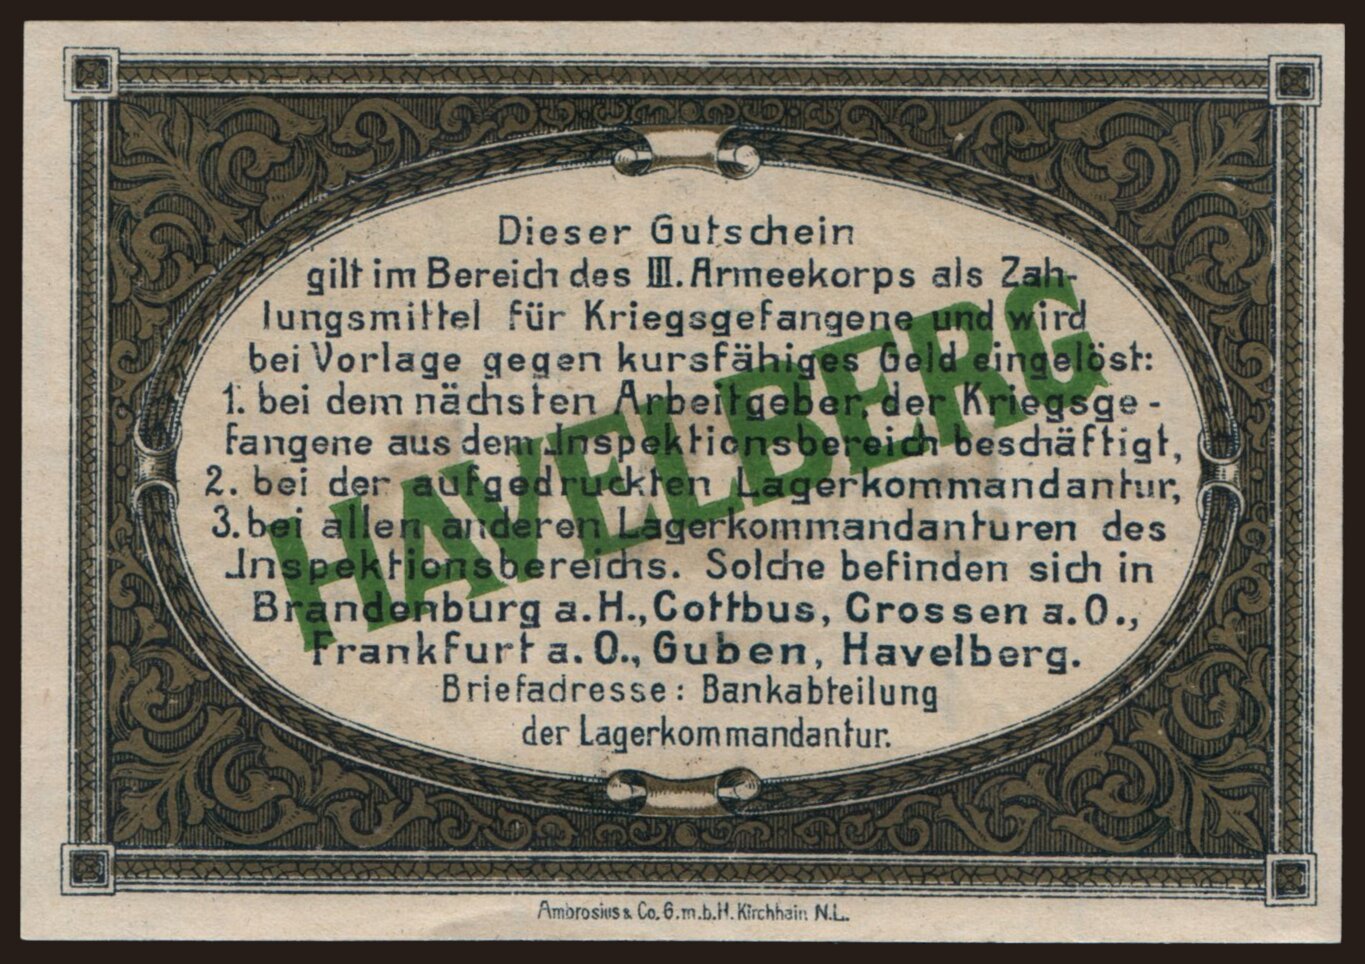 Dieser Gutschein
gilt im Bereich des III. Armeekorps als Zah-
lungsmittel für Kriegsgefangene und wird
bei Vorlage gegen kursfähiges Geld eingelöst:
1. bei dem nächsten Arbeitgeber, der Kriegsge-
fangene aus dem Inspektionsbereich beschäftigt,
2. bei der aufgedruckten Lagerkommandantur,
3. bei allen anderen Lagerkommandanturen des
Inspektionsbereichs. Solche befinden sich in
Brandenburg a. H., Cottbus, Crossen a. O.,
Frankfurt a. O., Guben, Havelberg.
Briefadresse: Bankabteilung
der Lagerkommandantur.
HAVELBERG
Ambrosius & Co. G.m.b.H. Kirchhain N.L.